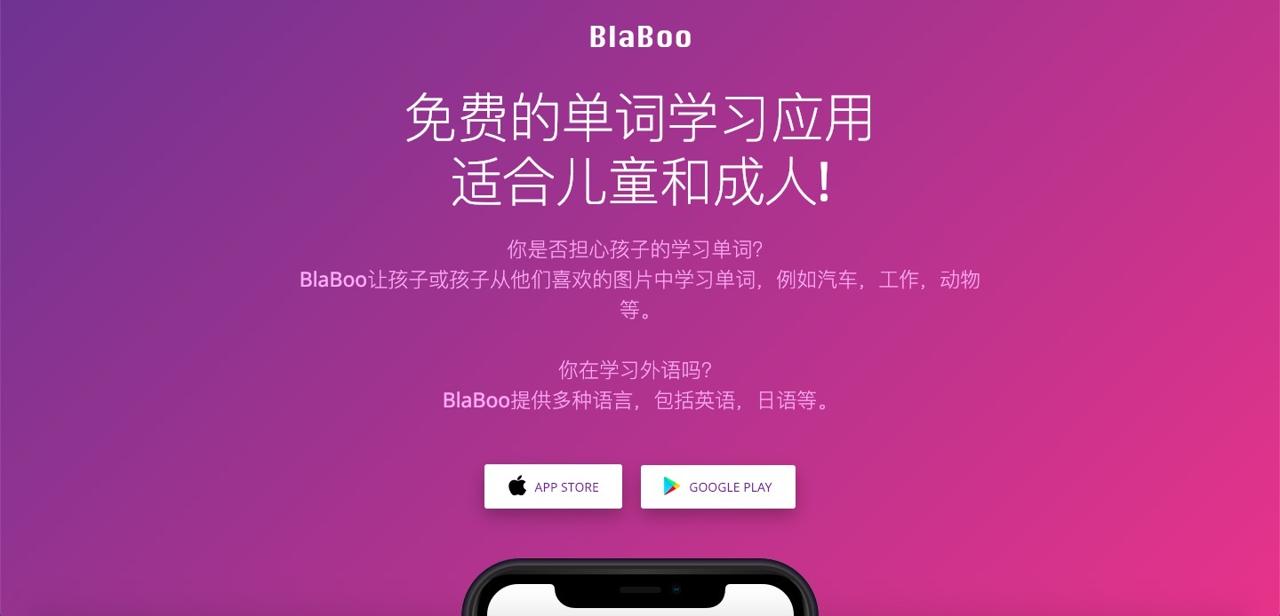 BlaBoo
免费的单词学习应用
适合儿童和成人!
你是否担心孩子的学习单词?
BlaBoo让孩子或孩子从他们喜欢的图片中学习单词，例如汽车，工作，动物
等。
你在学习外语吗?
BlaBoo提供多种语言，包括英语，日语等。
APP STORE
GOOGLE PLAY